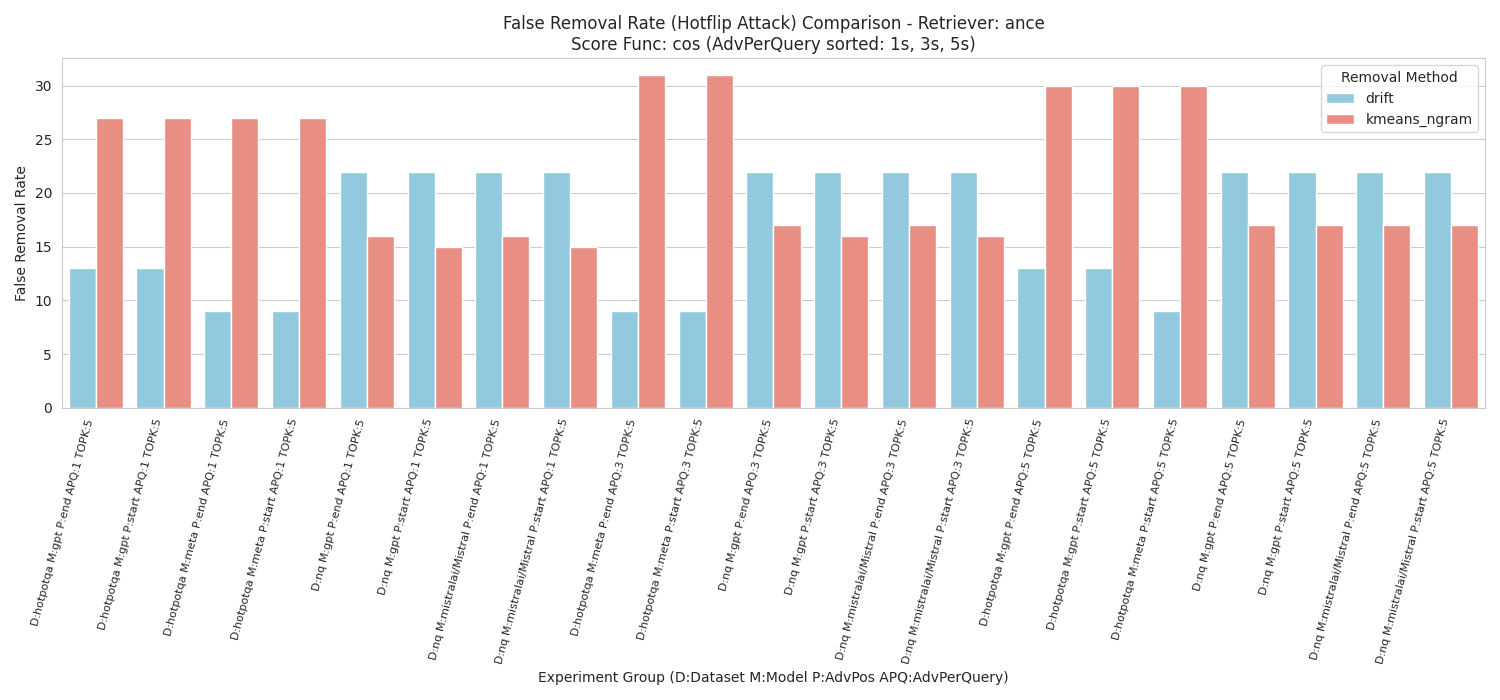 False Removal Rate (Hotflip Attack) Comparison - Retriever: ance
Score Func: cos (AdvPerQuery sorted: 1s, 3s, 5s)
Removal Method
drift
kmeans_ngram
False Removal Rate
30
25
20
15
10
5
0
D:hotpotqa M:gpt P:end APQ:1 TOPK:5
D:hotpotqa M:gpt P:start APQ:1 TOPK:5
D:hotpotqa M:meta P:end APQ:1 TOPK:5
D:hotpotqa M:meta P:start APQ:1 TOPK:5
D:nq M:gpt P:end APQ:1 TOPK:5
D:nq M:gpt P:start APQ:1 TOPK:5
D:nq M:mistralai/Mistral P:end APQ:1 TOPK:5
D:nq M:mistralai/Mistral P:start APQ:1 TOPK:5
D:hotpotqa M:meta P:end APQ:3 TOPK:5
D:hotpotqa M:meta P:start APQ:3 TOPK:5
D:nq M:gpt P:end APQ:3 TOPK:5
D:nq M:gpt P:start APQ:3 TOPK:5
D:nq M:mistralai/Mistral P:end APQ:3 TOPK:5
D:nq M:mistralai/Mistral P:start APQ:3 TOPK:5
D:hotpotqa M:gpt P:end APQ:5 TOPK:5
D:hotpotqa M:gpt P:start APQ:5 TOPK:5
D:hotpotqa M:meta P:start APQ:5 TOPK:5
D:nq M:gpt P:end APQ:5 TOPK:5
D:nq M:gpt P:start APQ:5 TOPK:5
D:nq M:mistralai/Mistral P:end APQ:5 TOPK:5
D:nq M:mistralai/Mistral P:start APQ:5 TOPK:5
Experiment Group (D:Dataset M:Model P:AdvPos APQ:AdvPerQuery)